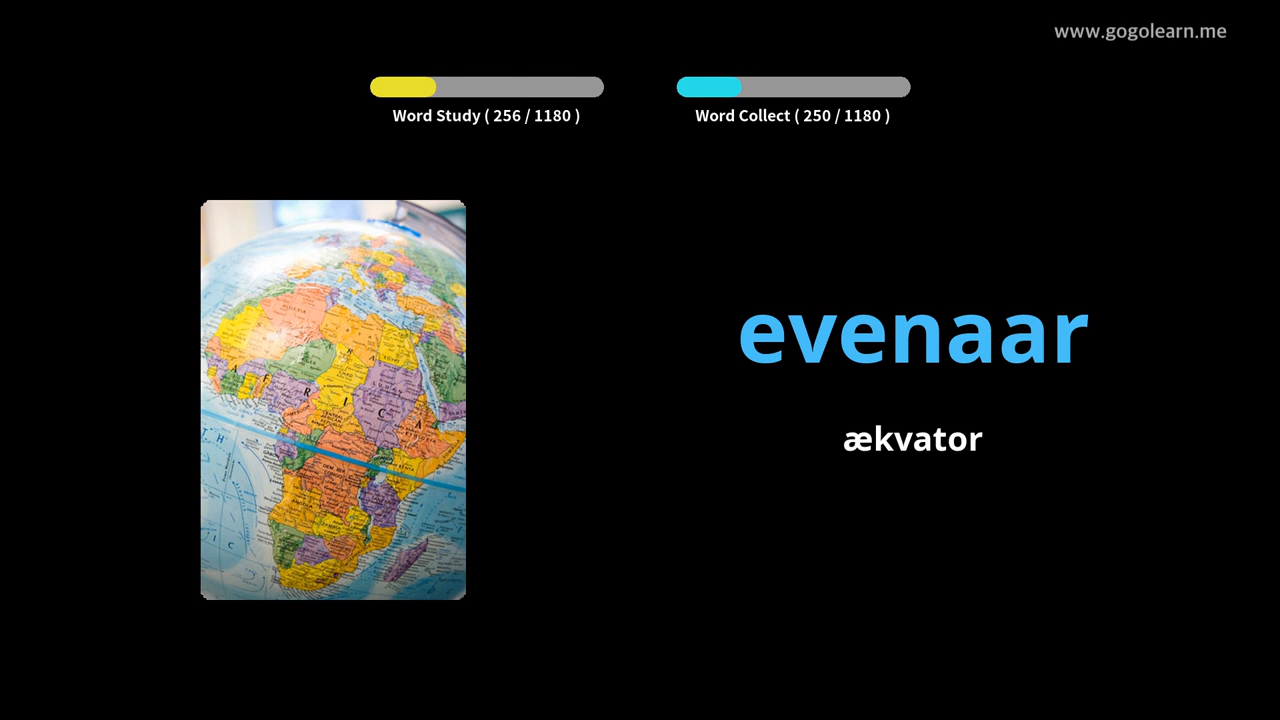 www.gogolearn.me
Word Study ( 256 / 1180 )
Word Collect ( 250 / 1180 )
evenaar
ækvator
A F R I C A